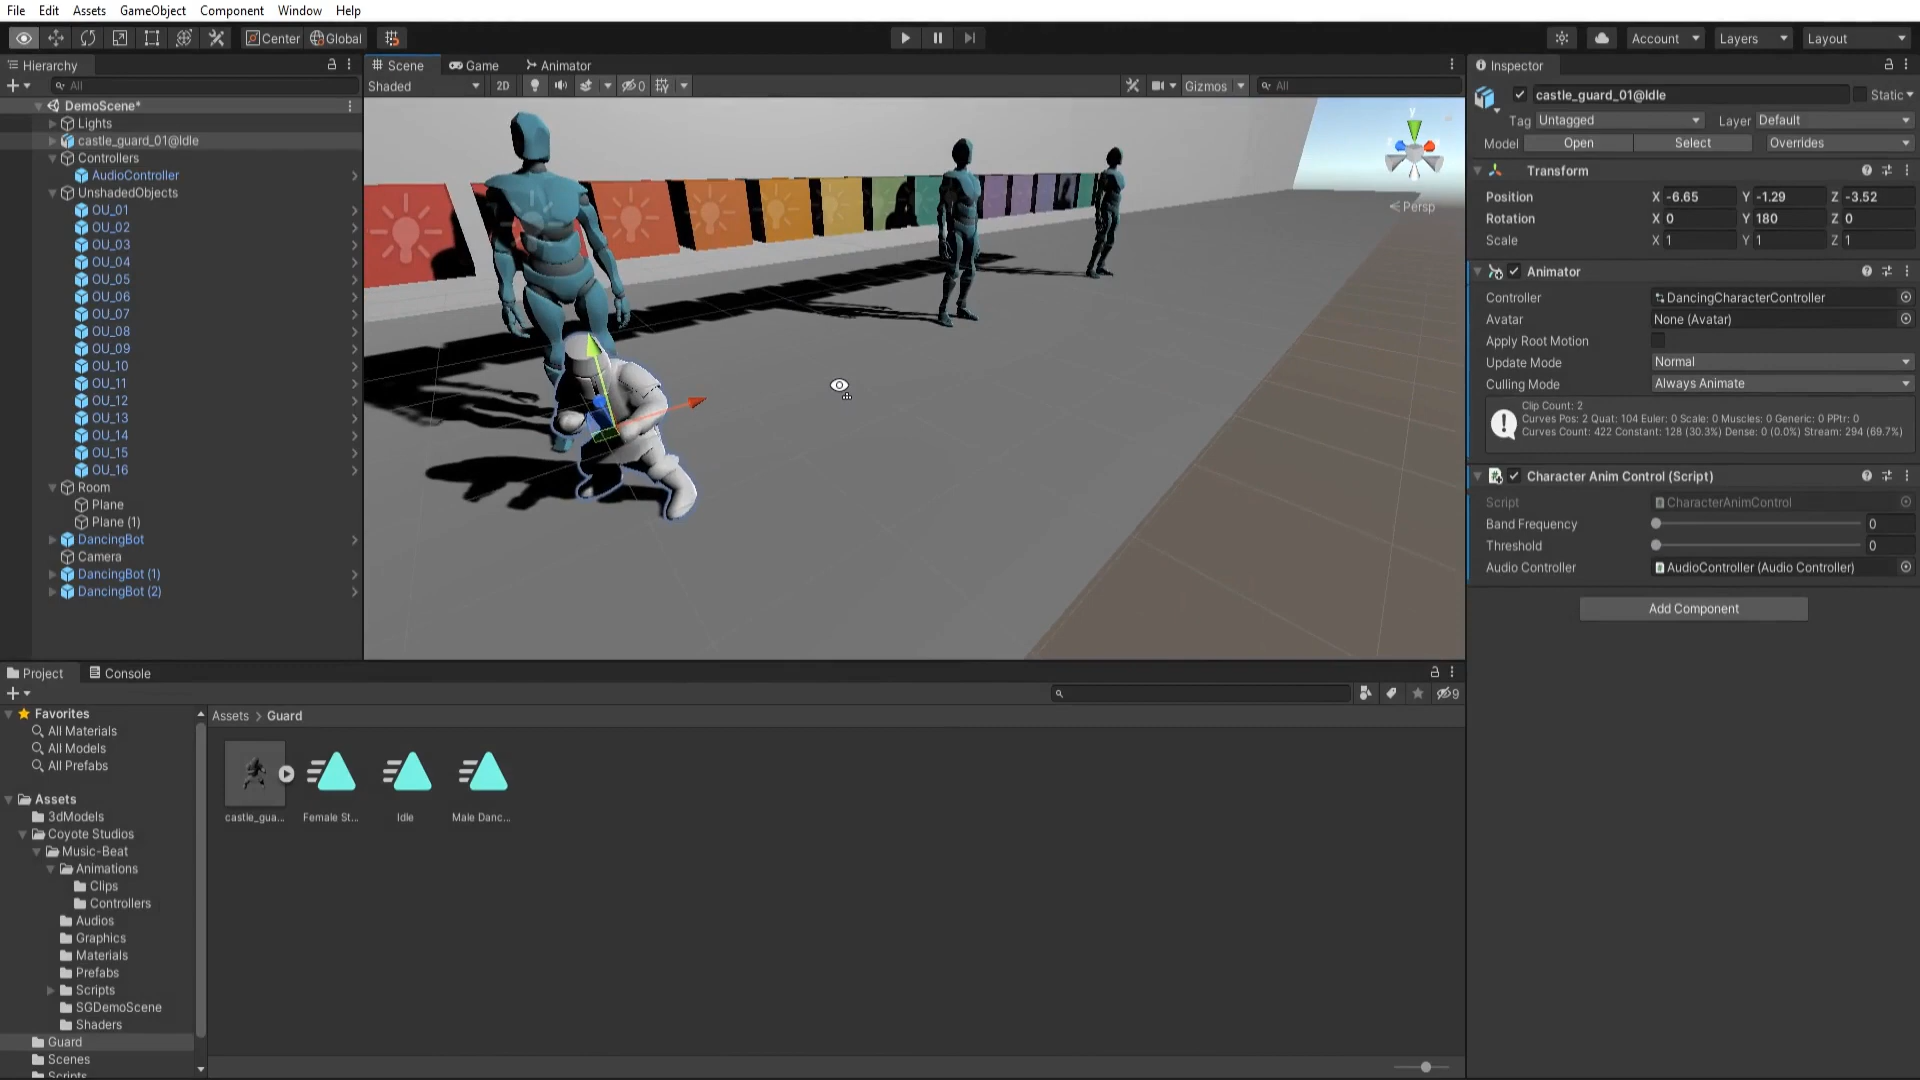 File Edit Assets GameObject Component Window Help
Center Global
Account Layers Layout
Hierarchy
All
DemoScene*
Lights
castle_guard_01@Idle
Controllers
AudioController
UnshadedObjects
OU_01
OU_02
OU_03
OU_04
OU_05
OU_06
OU_07
OU_08
OU_09
OU_10
OU_11
OU_12
OU_13
OU_14
OU_15
OU_16
Room
Plane
Plane (1)
DancingBot
Camera
DancingBot (1)
DancingBot (2)
Scene Game Animator
Shaded 2D 0 Gizmos All
y
Persp
Inspector
castle_guard_01@Idle Static
Tag Untagged Layer Default
Model Open Select Overrides
Transform
Position X -6.65 Y -1.29 Z -3.52
Rotation X 0 Y 180 Z 0
Scale X 1 Y 1 Z 1
Animator
Controller DancingCharacterController
Avatar None (Avatar)
Apply Root Motion
Update Mode Normal
Culling Mode Always Animate
Clip Count: 2
Curves Pos: 2 Quat: 104 Euler: 0 Scale: 0 Muscles: 0 Generic: 0 PPtr: 0
Curves Count: 422 Constant: 128 (30.3%) Dense: 0 (0.0%) Stream: 294 (69.7%)
Character Anim Control (Script)
Script CharacterAnimControl
Band Frequency 0
Threshold 0
Audio Controller AudioController (Audio Controller)
Add Component
Project Console
9
Favorites
All Materials
All Models
All Prefabs
Assets
3dModels
Coyote Studios
Music-Beat
Animations
Clips
Controllers
Audios
Graphics
Materials
Prefabs
Scripts
SGDemoScene
Shaders
Guard
Scenes
Scripts
Assets > Guard
castle_gua... Female St... Idle Male Danc...